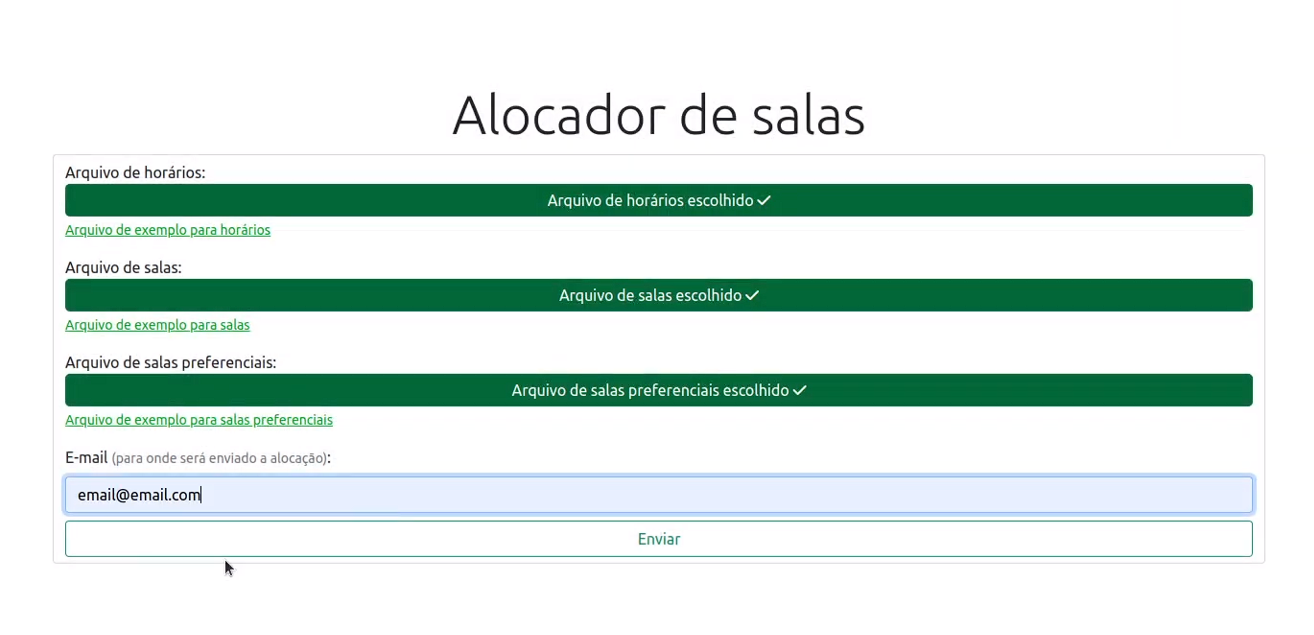 Alocador de salas
Arquivo de horários:
Arquivo de horários escolhido
Arquivo de exemplo para horários
Arquivo de salas:
Arquivo de salas escolhido
Arquivo de exemplo para salas
Arquivo de salas preferenciais:
Arquivo de salas preferenciais escolhido
Arquivo de exemplo para salas preferenciais
E-mail (para onde será enviado a alocação):
email@email.com
Enviar